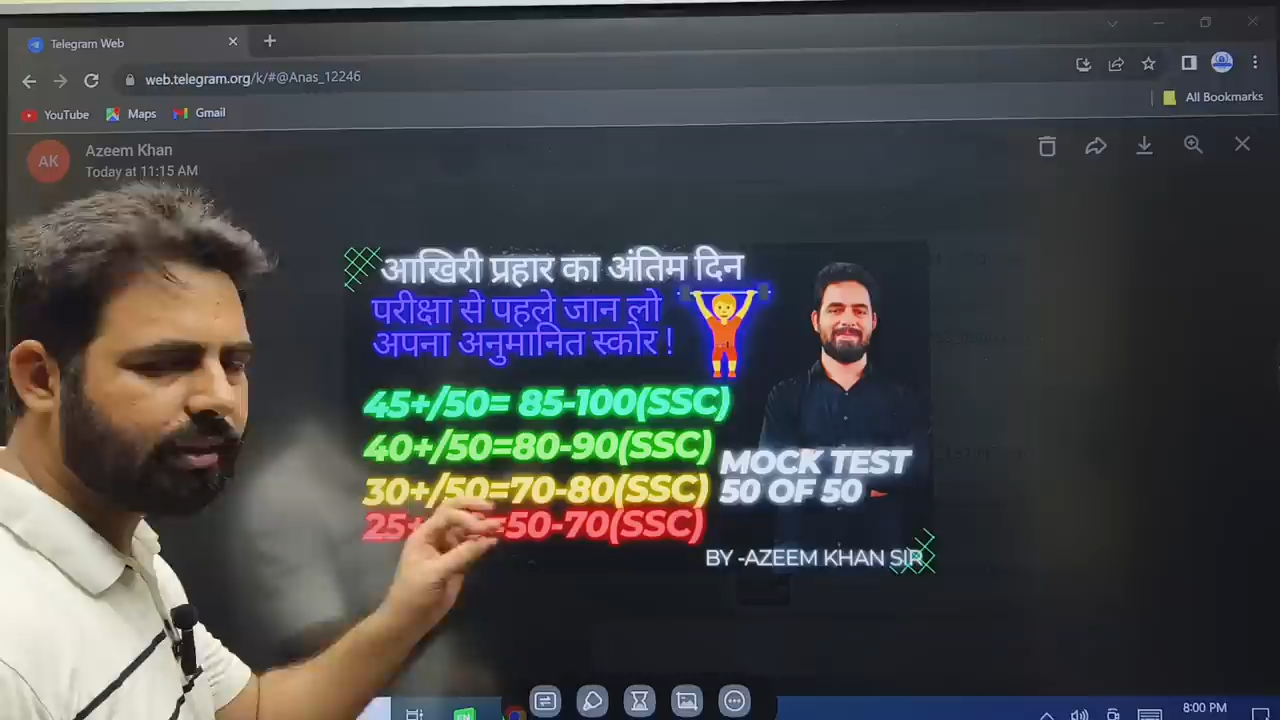 Telegram Web
web.telegram.org/k/#@Anas_12246
YouTube
Maps
Gmail
All Bookmarks
AK
Azeem Khan
Today at 11:15 AM
आखिरी प्रहार का अंतिम दिन
परीक्षा से पहले जान लो
अपना अनुमानित स्कोर !
45+/50= 85-100(SSC)
40+/50=80-90(SSC)
30+/50=70-80(SSC)
25+ =50-70(SSC)
MOCK TEST
50 OF 50
BY -AZEEM KHAN SIR
8:00 PM